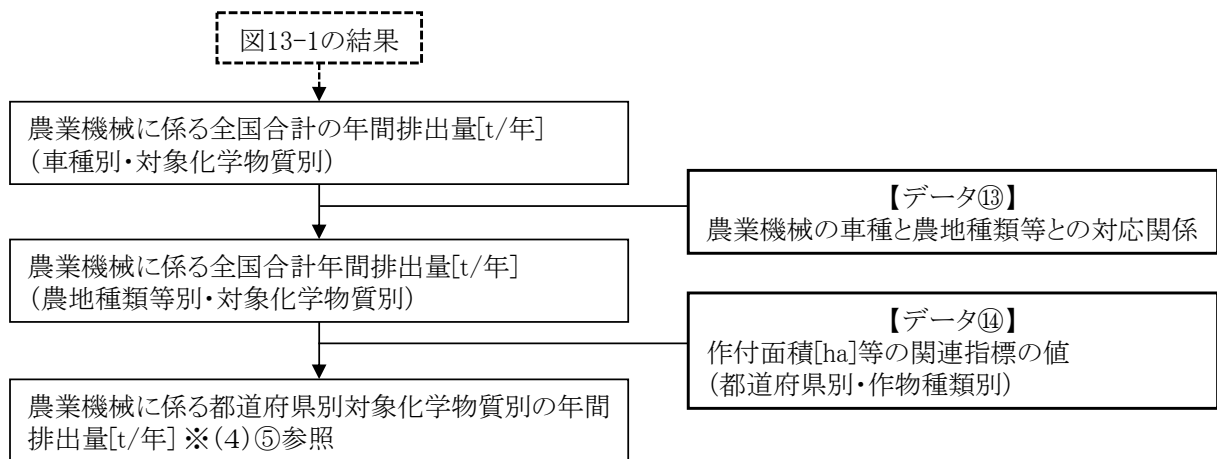 図13-1の結果
農業機械に係る全国合計の年間排出量[t/年]
(車種別・対象化学物質別)
【データ⑬】
農業機械の車種と農地種類等との対応関係
農業機械に係る全国合計年間排出量[t/年]
(農地種類等別・対象化学物質別)
【データ⑭】
作付面積[ha]等の関連指標の値
(都道府県別・作物種類別)
農業機械に係る都道府県別対象化学物質別の年間
排出量[t/年] ※(4)⑤参照